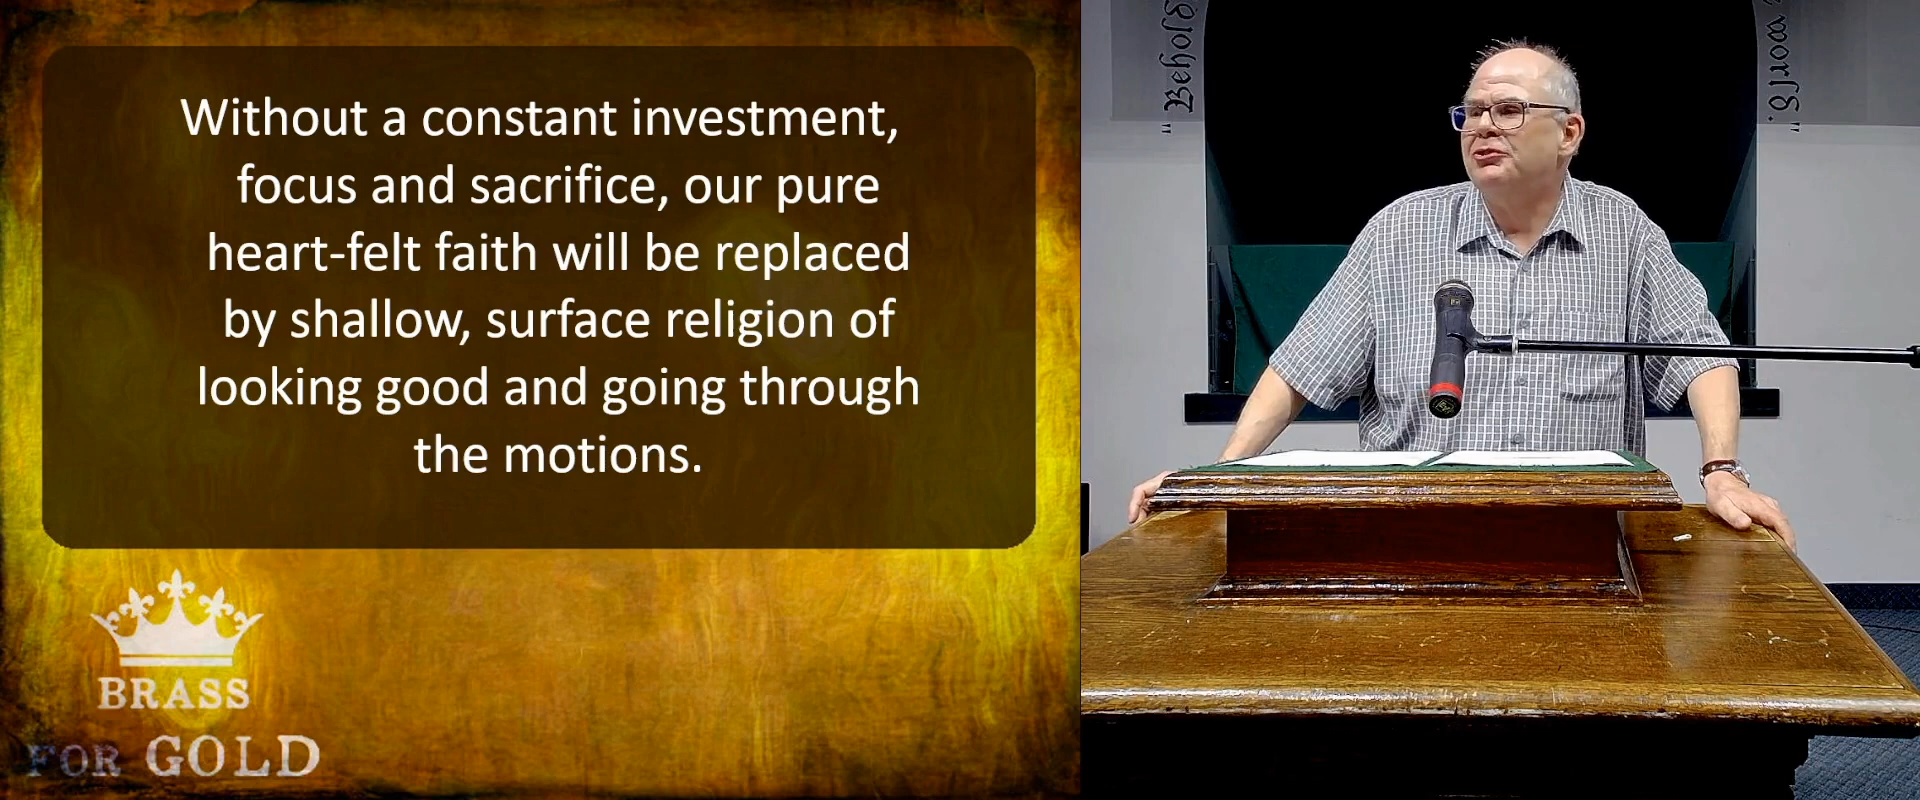 Without a constant investment,
focus and sacrifice, our pure
heart-felt faith will be replaced
by shallow, surface religion of
looking good and going through
the motions.
BRASS
FOR GOLD
"Behold
world."